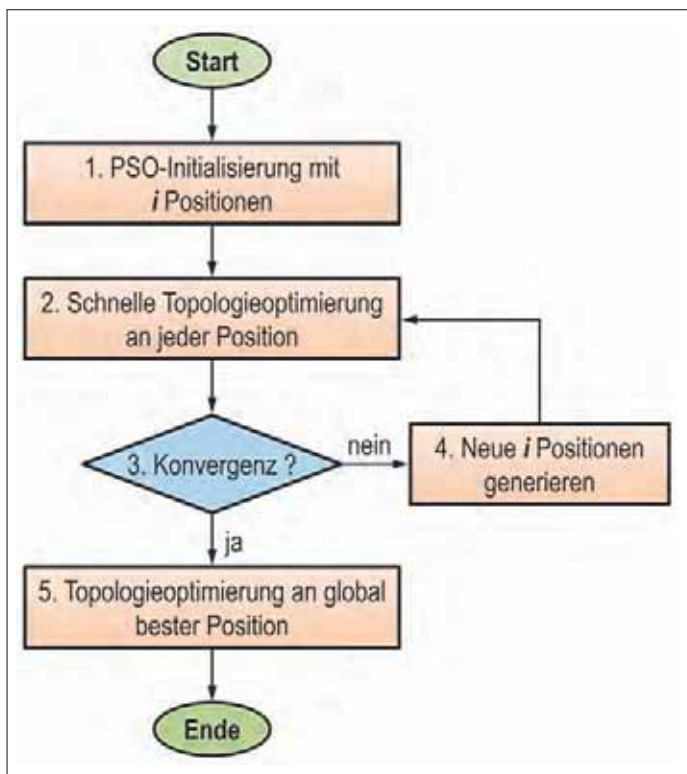 Start
1. PSO-Initialisierung mit
i Positionen
2. Schnelle Topologieoptimierung
an jeder Position
3. Konvergenz ?
nein
4. Neue i Positionen
generieren
ja
5. Topologieoptimierung an global
bester Position
Ende